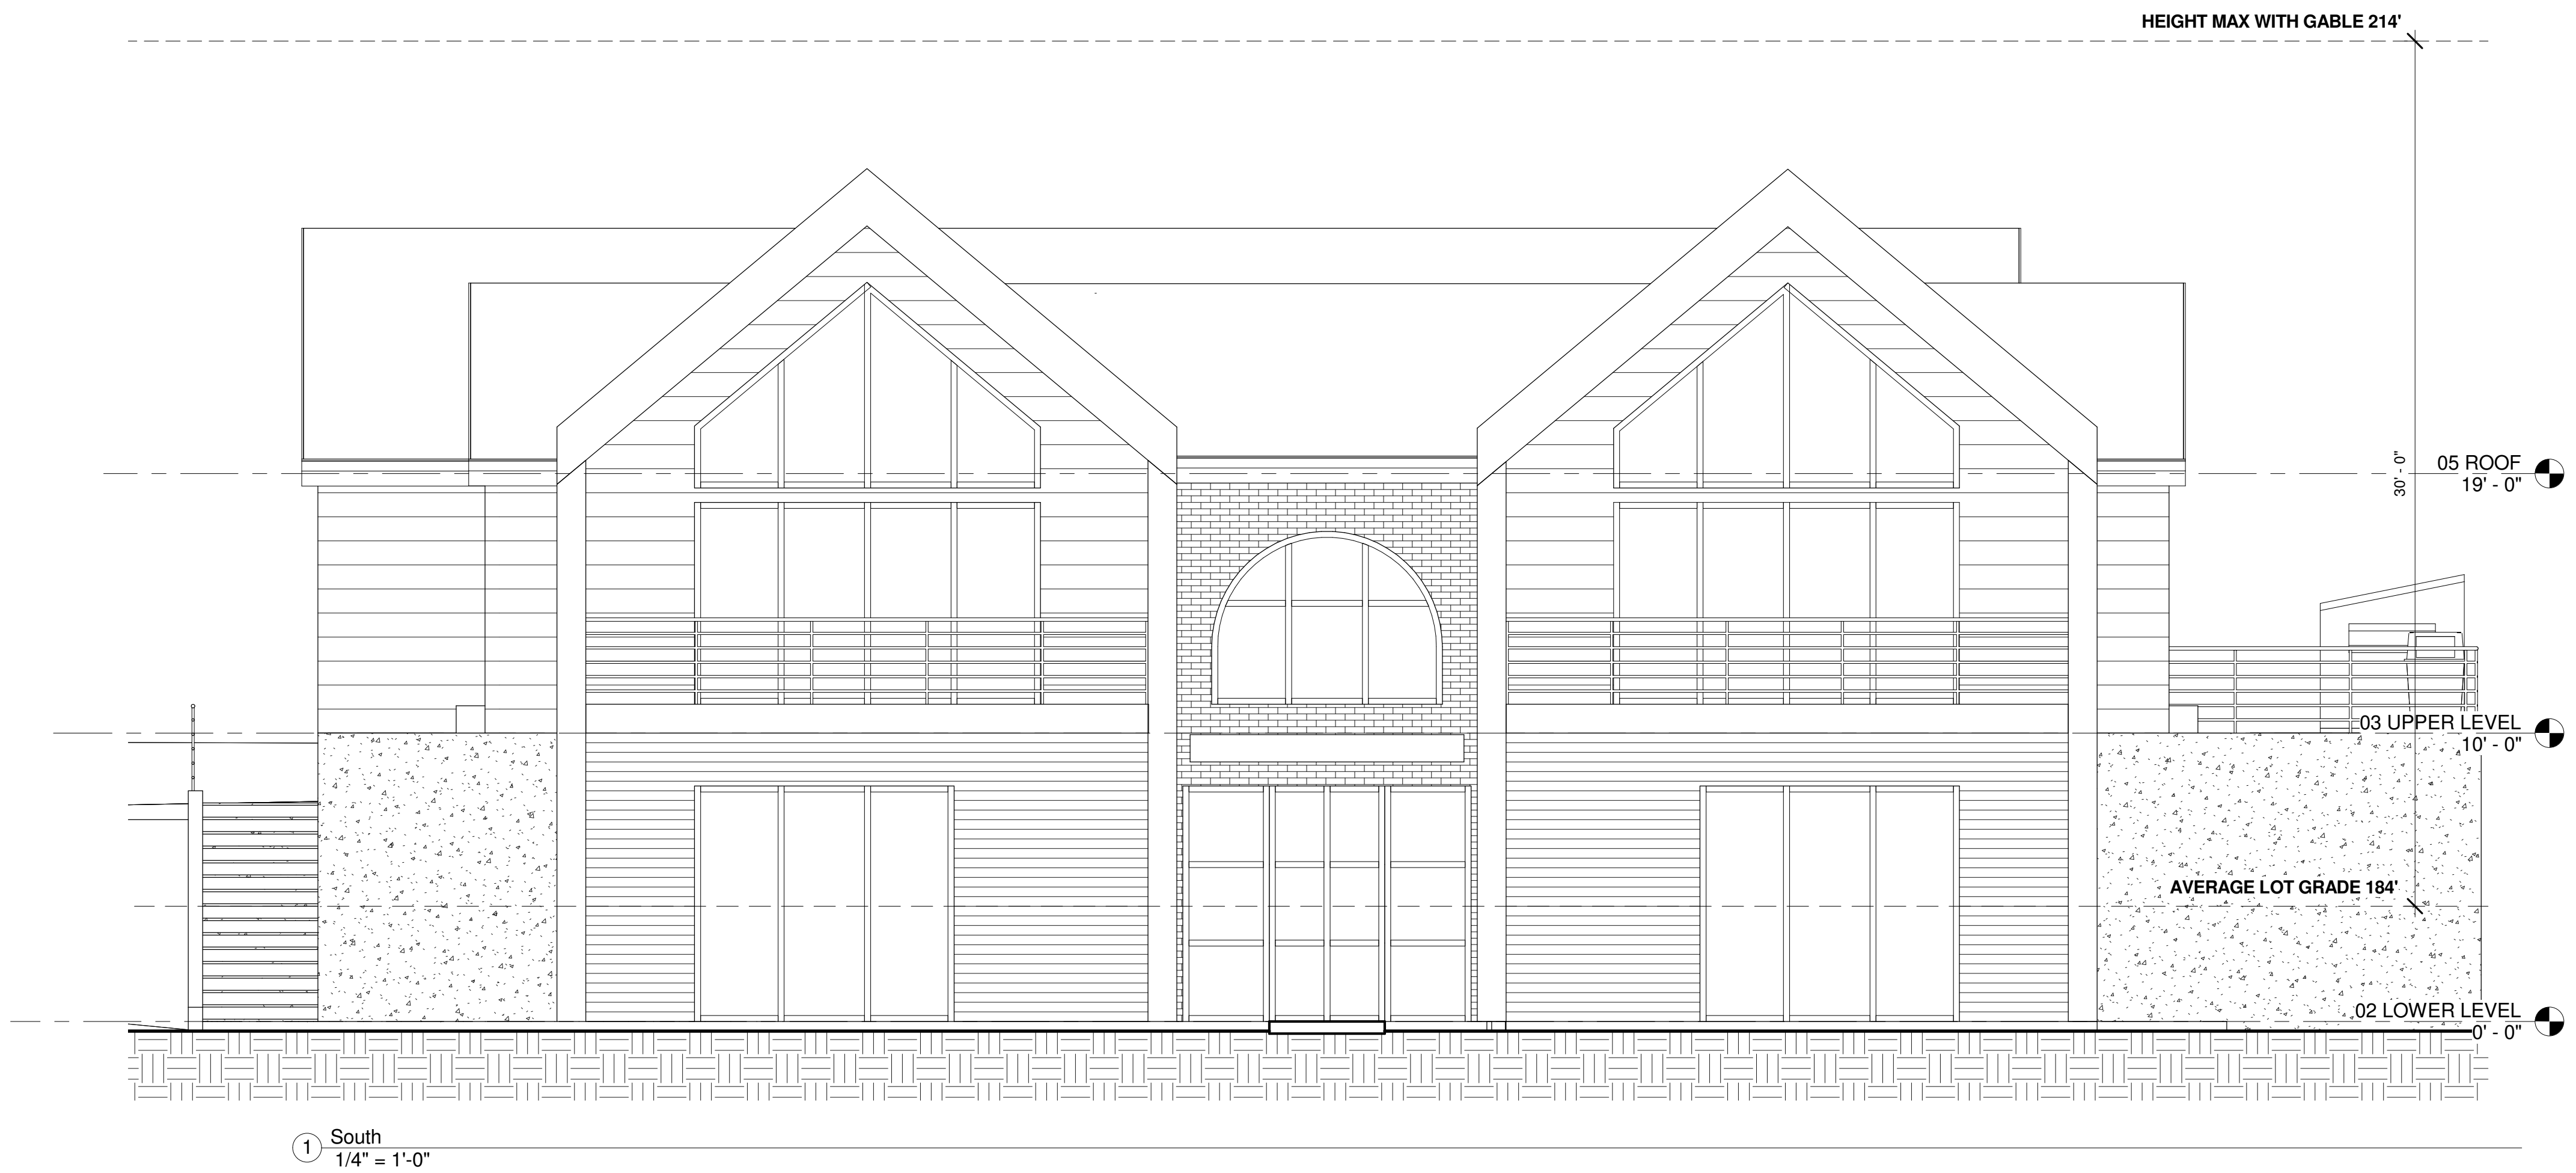 HEIGHT MAX WITH GABLE 214'
30' - 0"
05 ROOF
19' - 0"
03 UPPER LEVEL
10' - 0"
AVERAGE LOT GRADE 184'
02 LOWER LEVEL
0' - 0"
1
South
1/4" = 1'-0"